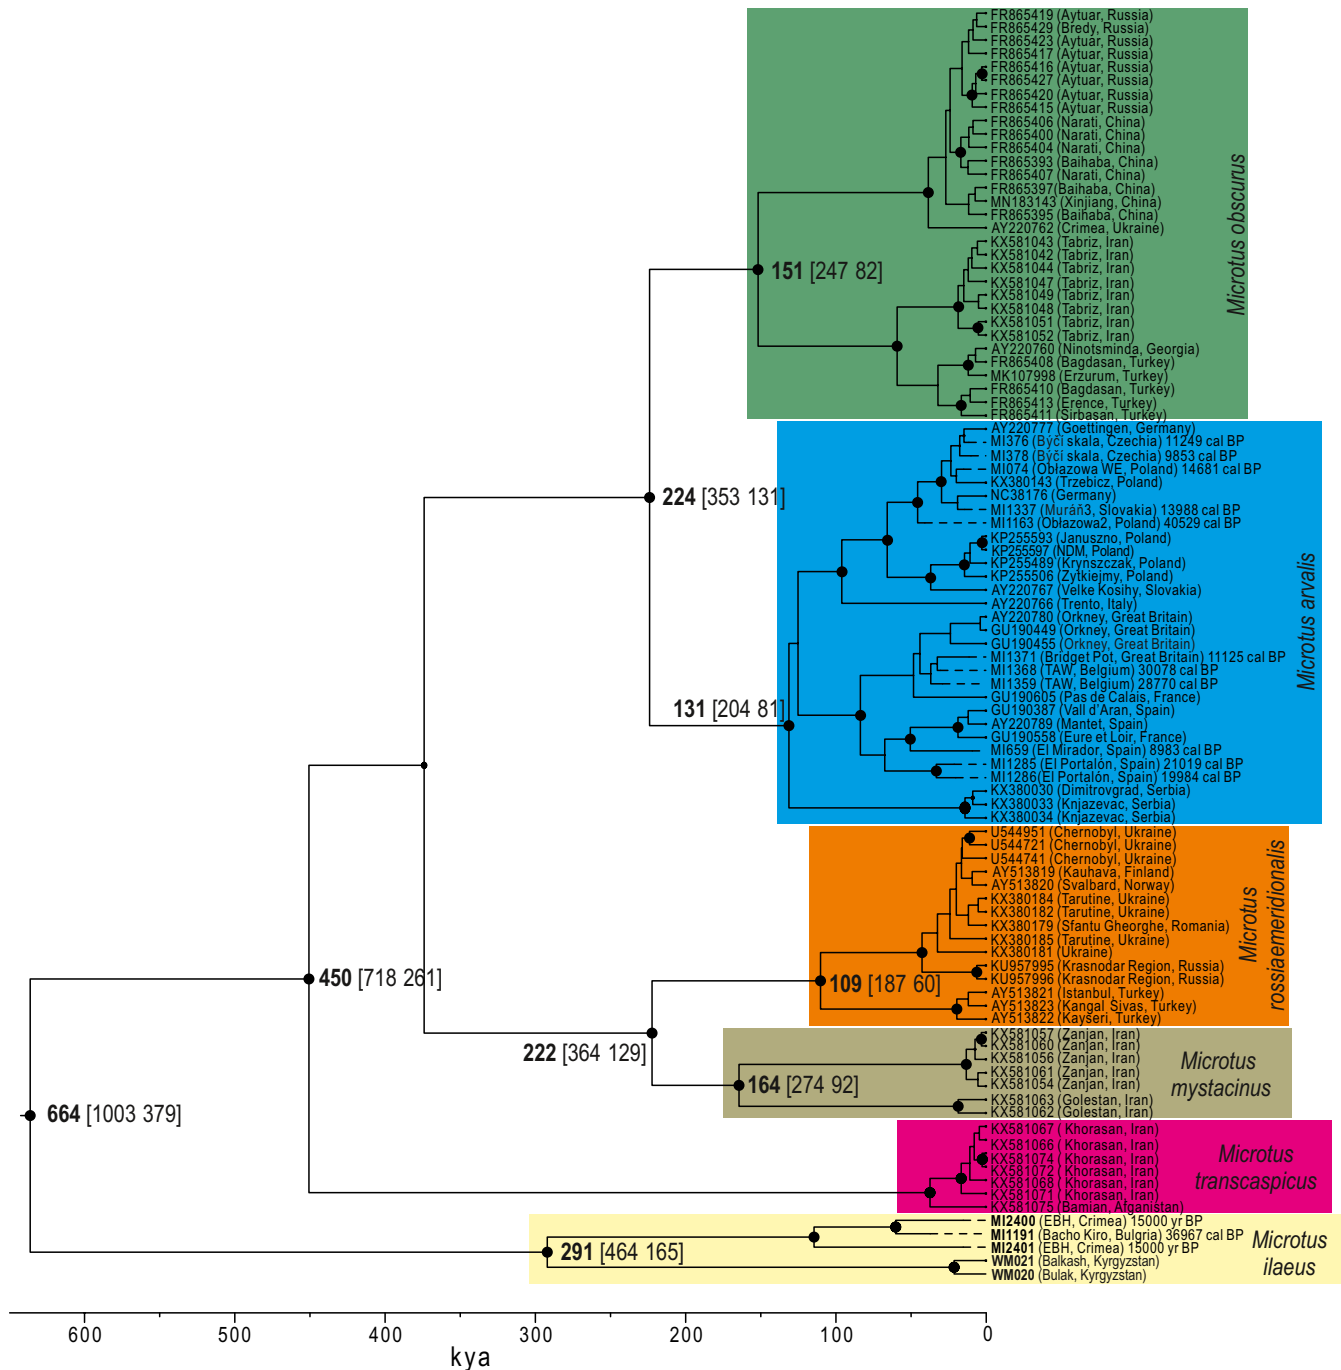 FR865419 (Aytuar, Russia)
FR865429 (Bredy, Russia)
FR865423 (Aytuar, Russia)
FR865417 (Aytuar, Russia)
FR865416 (Aytuar, Russia)
FR865427 (Aytuar, Russia)
FR865420 (Aytuar, Russia)
FR865415 (Aytuar, Russia)
FR865406 (Narati, China)
FR865400 (Narati, China)
FR865404 (Narati, China)
FR865393 (Baihaba, China)
FR865407 (Narati, China)
FR865397(Baihaba, China)
MN183143 (Xinjiang, China)
FR865395 (Baihaba, China)
AY220762 (Crimea, Ukraine)
KX581043 (Tabriz, Iran)
KX581042 (Tabriz, Iran)
KX581044 (Tabriz, Iran)
KX581047 (Tabriz, Iran)
KX581049 (Tabriz, Iran)
KX581048 (Tabriz, Iran)
KX581051 (Tabriz, Iran)
KX581052 (Tabriz, Iran)
AY220760 (Ninotsminda, Georgia)
FR865408 (Bagdasan, Turkey)
MK107998 (Erzurum, Turkey)
FR865410 (Bagdasan, Turkey)
FR865413 (Erence, Turkey)
FR865411 (Sirbasan, Turkey)
Microtus obscurus
151 [247 82]
AY220777 (Goettingen, Germany)
MI376 (Býčí skala, Czechia) 11249 cal BP
MI378 (Býčí skala, Czechia) 9853 cal BP
MI074 (Obłazowa WE, Poland) 14681 cal BP
KX380143 (Trzebicz, Poland)
NC38176 (Germany)
MI1337 (Muráň3, Slovakia) 13988 cal BP
MI1163 (Obłazowa2, Poland) 40529 cal BP
KP255593 (Januszno, Poland)
KP255597 (NDM, Poland)
KP255489 (Krynszczak, Poland)
KP255506 (Zytkiejmy, Poland)
AY220767 (Velke Kosihy, Slovakia)
AY220766 (Trento, Italy)
AY220780 (Orkney, Great Britain)
GU190449 (Orkney, Great Britain)
GU190455 (Orkney, Great Britain)
MI1371 (Bridget Pot, Great Britain) 11125 cal BP
MI1368 (TAW, Belgium) 30078 cal BP
MI1359 (TAW, Belgium) 28770 cal BP
GU190605 (Pas de Calais, France)
GU190387 (Vall d'Aran, Spain)
AY220789 (Mantet, Spain)
GU190558 (Eure et Loir, France)
MI659 (El Mirador, Spain) 8983 cal BP
MI1285 (El Portalón, Spain) 21019 cal BP
MI1286(El Portalón, Spain) 19984 cal BP
KX380030 (Dimitrovgrad, Serbia)
KX380033 (Knjazevac, Serbia)
KX380034 (Knjazevac, Serbia)
Microtus arvalis
224 [353 131]
131 [204 81]
U544951 (Chernobyl, Ukraine)
U544721 (Chernobyl, Ukraine)
U544741 (Chernobyl, Ukraine)
AY513819 (Kauhava, Finland)
AY513820 (Svalbard, Norway)
KX380184 (Tarutine, Ukraine)
KX380182 (Tarutine, Ukraine)
KX380179 (Sfantu Gheorghe, Romania)
KX380185 (Tarutine, Ukraine)
KX380181 (Ukraine)
KU957995 (Krasnodar Region, Russia)
KU957996 (Krasnodar Region, Russia)
AY513821 (Istanbul, Turkey)
AY513823 (Kangal Sivas, Turkey)
AY513822 (Kayseri, Turkey)
Microtus
rossiaemeridionalis
450 [718 261]
109 [187 60]
KX581057 (Zanjan, Iran)
KX581060 (Zanjan, Iran)
KX581056 (Zanjan, Iran)
KX581061 (Zanjan, Iran)
KX581054 (Zanjan, Iran)
KX581063 (Golestan, Iran)
KX581062 (Golestan, Iran)
Microtus
mystacinus
222 [364 129]
164 [274 92]
664 [1003 379]
KX581067 ( Khorasan, Iran)
KX581066 ( Khorasan, Iran)
KX581074 ( Khorasan, Iran)
KX581072 ( Khorasan, Iran)
KX581068 ( Khorasan, Iran)
KX581071 ( Khorasan, Iran)
KX581075 (Bamian, Afganistan)
Microtus
transcaspicus
MI2400 (EBH, Crimea) 15000 yr BP
MI1191 (Bacho Kiro, Bulgria) 36967 cal BP
MI2401 (EBH, Crimea) 15000 yr BP
WM021 (Balkash, Kyrgyzstan)
WM020 (Bulak, Kyrgyzstan)
Microtus
ilaeus
291 [464 165]
600 500 400 300 200 100 0
kya